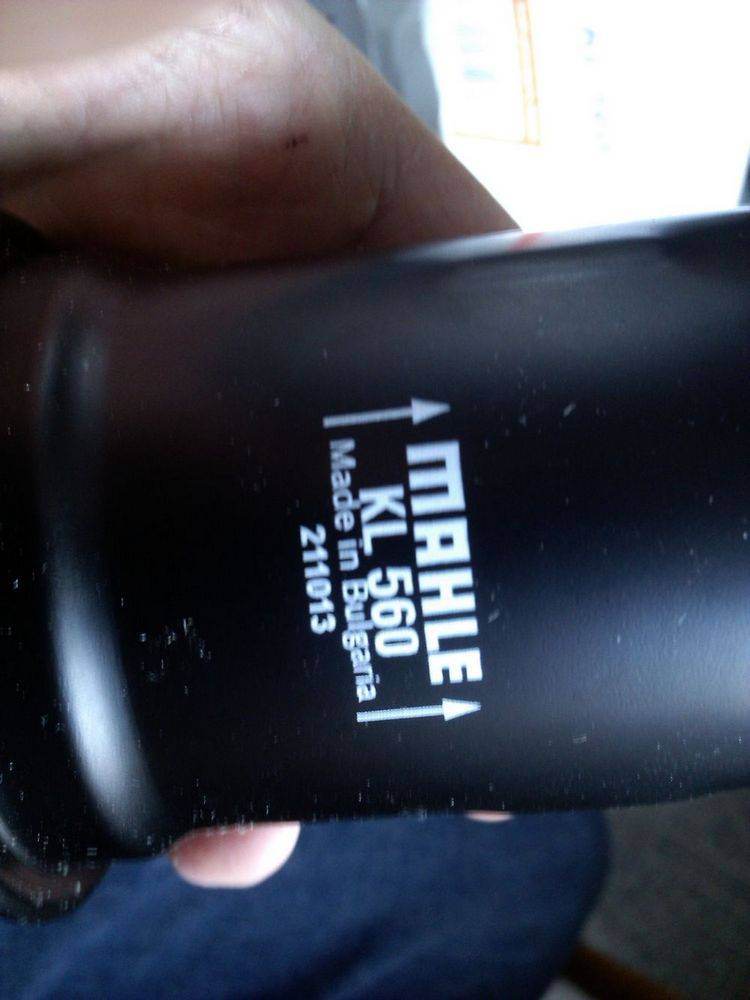 MAHLE
KL 560
Made in Bulgaria
211013